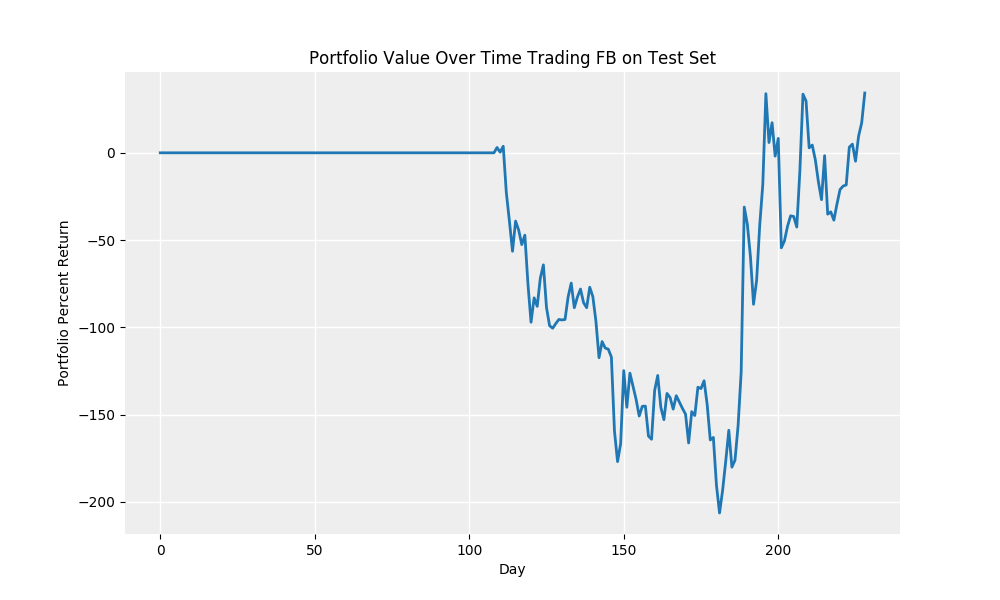 Portfolio Value Over Time Trading FB on Test Set
Portfolio Percent Return
0
−50
−100
−150
−200
0 50 100 150 200
Day